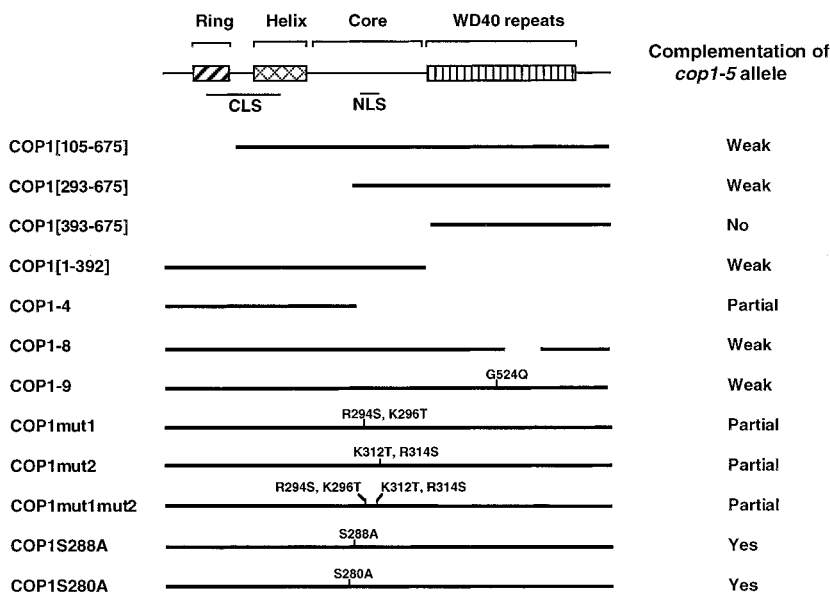 Ring Helix Core WD40 repeats
Complementation of
cop1-5 allele
CLS NLS
COP1[105-675] Weak
COP1[293-675] Weak
COP1[393-675] No
COP1[1-392] Weak
COP1-4 Partial
COP1-8 Weak
G524Q
COP1-9 Weak
R294S, K296T
COP1mut1 Partial
K312T, R314S
COP1mut2 Partial
R294S, K296T K312T, R314S
COP1mut1mut2 Partial
S288A
COP1S288A Yes
S280A
COP1S280A Yes